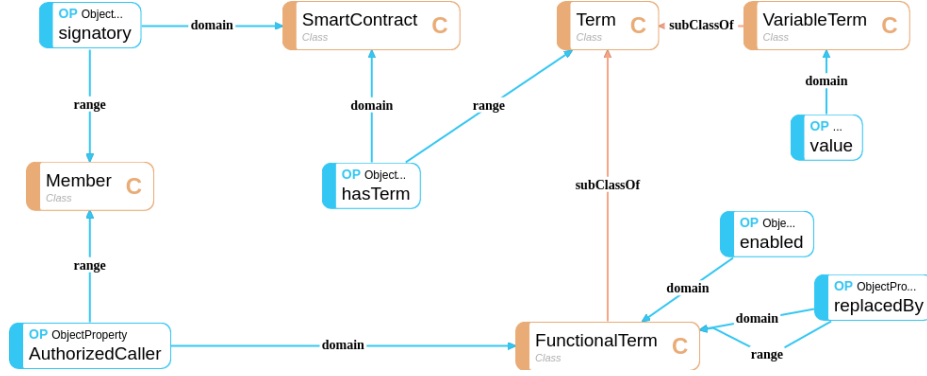 OP Object...
signatory
domain
SmartContract
Class
C
Term
Class
C
subClassOf
VariableTerm
Class
C
range
domain
range
domain
OP ...
value
Member
Class
C
OP Object...
hasTerm
subClassOf
OP Obje...
enabled
range
domain
OP ObjectPro...
replacedBy
domain
range
OP ObjectProperty
AuthorizedCaller
domain
FunctionalTerm
Class
C